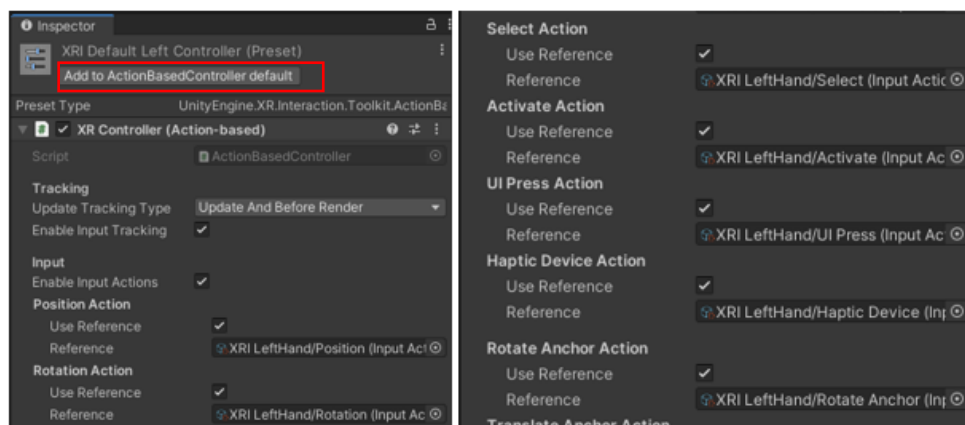 Inspector
XRI Default Left Controller (Preset)
Add to ActionBasedController default
Preset Type UnityEngine.XR.Interaction.Toolkit.ActionBa
XR Controller (Action-based)
Script ActionBasedController
Tracking
Update Tracking Type Update And Before Render
Enable Input Tracking
Input
Enable Input Actions
Position Action
Use Reference
Reference XRI LeftHand/Position (Input Act
Rotation Action
Use Reference
Reference XRI LeftHand/Rotation (Input Ac
Select Action
Use Reference
Reference XRI LeftHand/Select (Input Actic
Activate Action
Use Reference
Reference XRI LeftHand/Activate (Input Ac
UI Press Action
Use Reference
Reference XRI LeftHand/UI Press (Input Ac
Haptic Device Action
Use Reference
Reference XRI LeftHand/Haptic Device (Inp
Rotate Anchor Action
Use Reference
Reference XRI LeftHand/Rotate Anchor (Inp
Translate Anchor Action